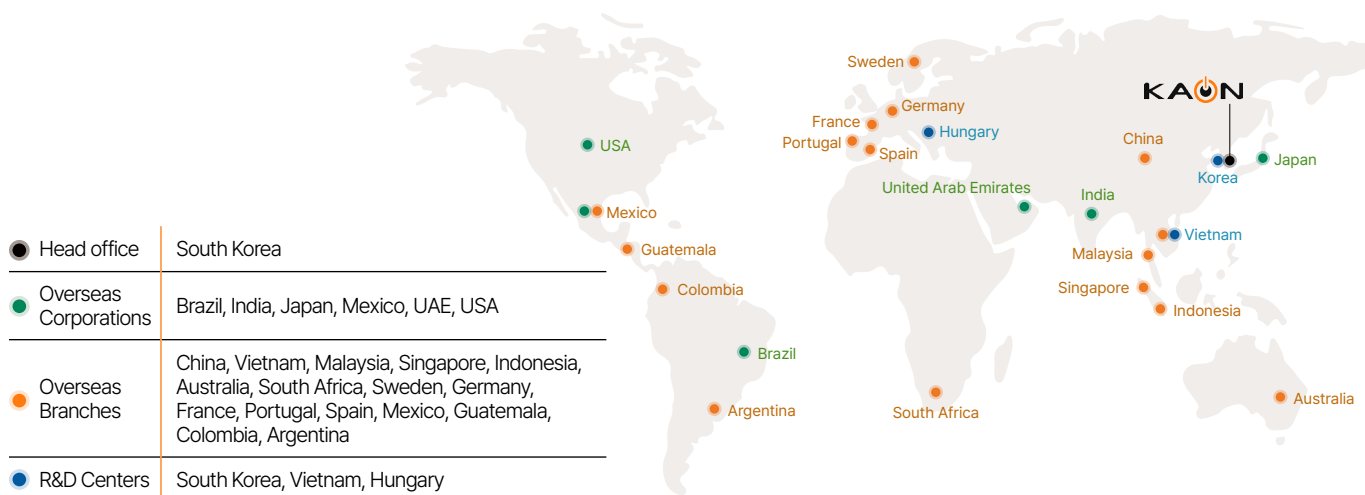 Sweden
KAON
Germany
France
Hungary
Portugal
Spain
China
USA
Korea
Japan
United Arab Emirates
India
Mexico
Vietnam
Guatemala
Malaysia
Colombia
Singapore
Indonesia
Brazil
Argentina
South Africa
Australia
Head office
South Korea
Overseas
Corporations
Brazil, India, Japan, Mexico, UAE, USA
Overseas
Branches
China, Vietnam, Malaysia, Singapore, Indonesia,
Australia, South Africa, Sweden, Germany,
France, Portugal, Spain, Mexico, Guatemala,
Colombia, Argentina
R&D Centers
South Korea, Vietnam, Hungary